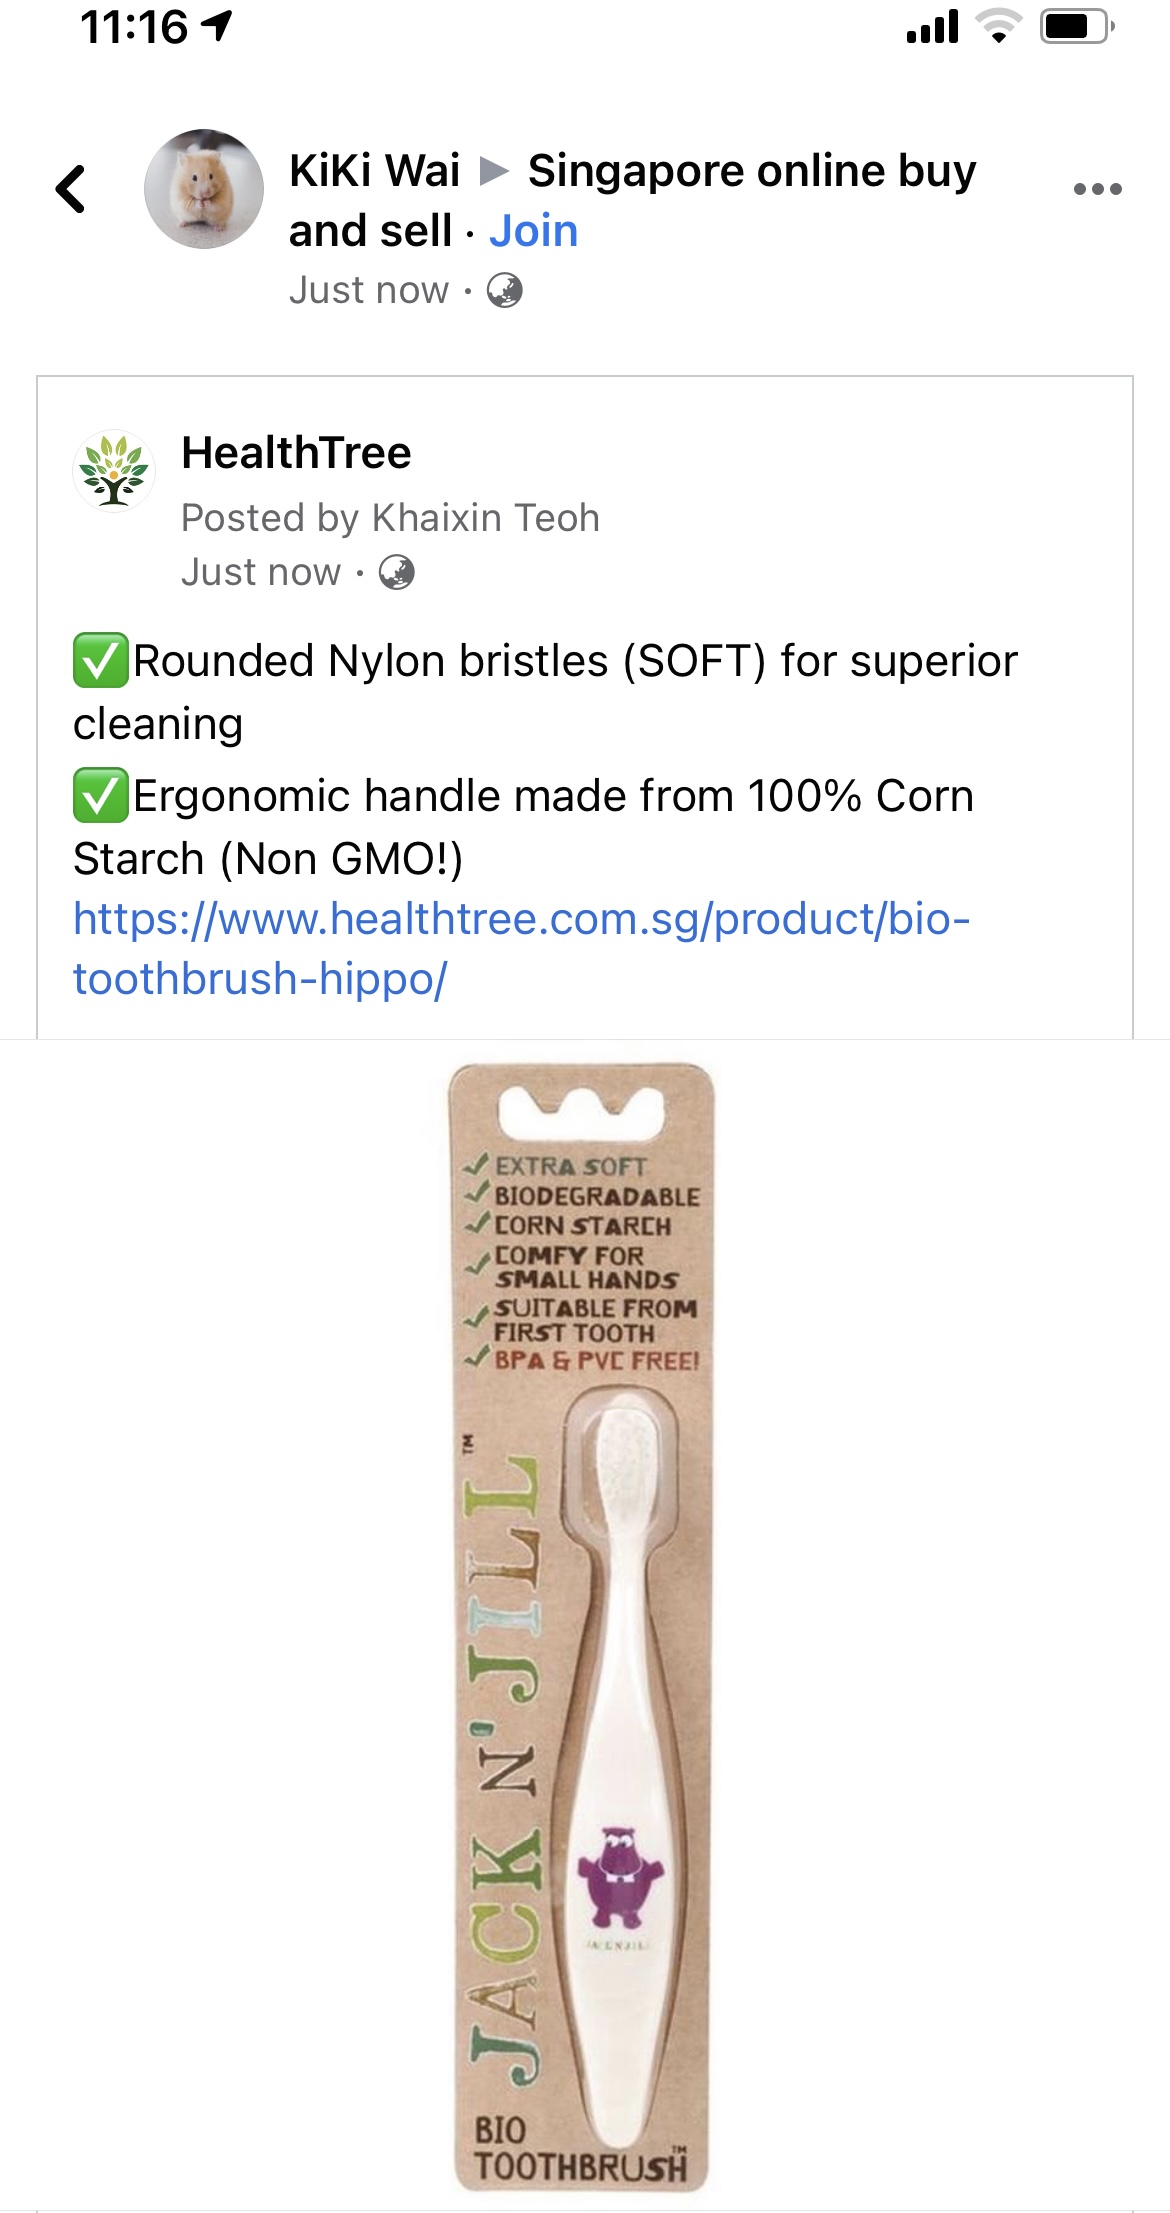 11:16
KiKi Wai ▶ Singapore online buy
and sell · Join
Just now ·
HealthTree
Posted by Khaixin Teoh
Just now ·
✅Rounded Nylon bristles (SOFT) for superior
cleaning
✅Ergonomic handle made from 100% Corn
Starch (Non GMO!)
https://www.healthtree.com.sg/product/bio-
toothbrush-hippo/
EXTRA SOFT
BIODEGRADABLE
CORN STARCH
COMFY FOR
SMALL HANDS
SUITABLE FROM
FIRST TOOTH
BPA & PVC FREE!
JACK N' JILL™
JACK N JILL
BIO
TOOTHBRUSH™